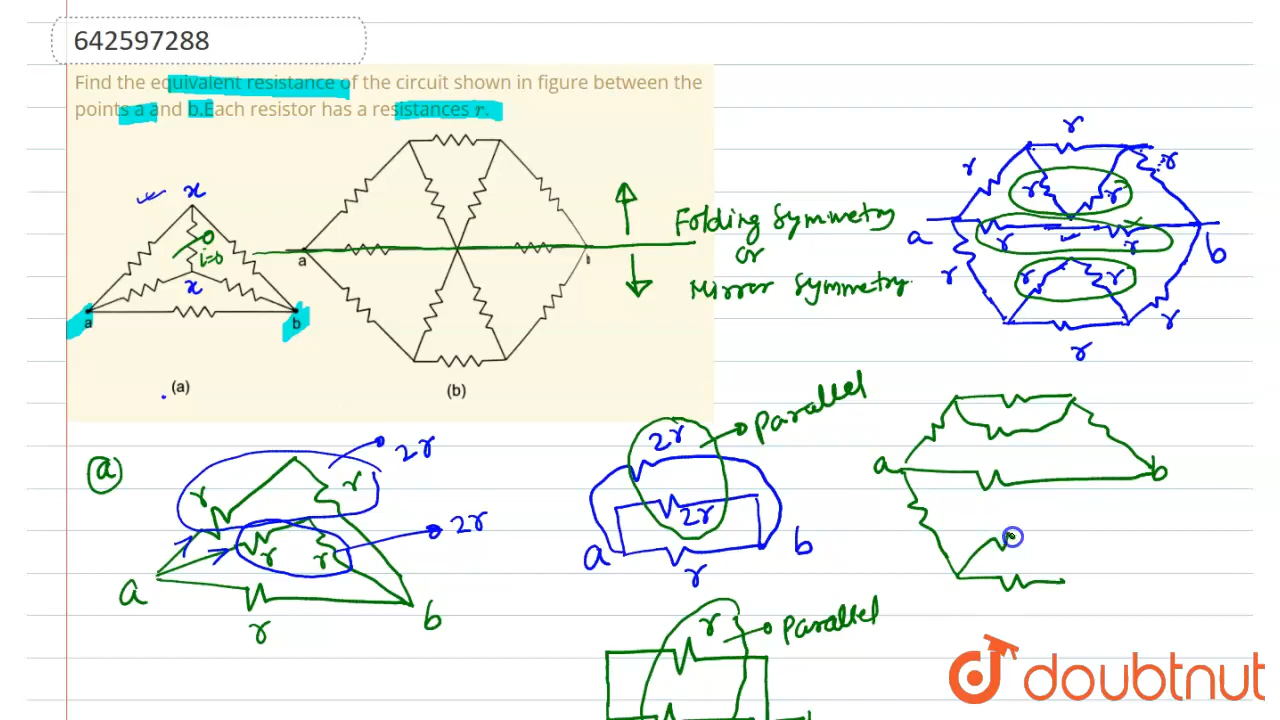 642597288
Find the equivalent resistance of the circuit shown in figure between the
points a and b.Each resistor has a resistances r.
x
0
i=0
x
a
b
(a)
a
b
(b)
Folding Symmetry
or
Mirror Symmetry
r
r
r
r
r
r
r
a
b
r
r
r
r
r
(a)
r
r
2r
r
r
2r
a
b
r
2r
2r
Parallel
a
b
r
a
b
r
Parallel
doubtnut